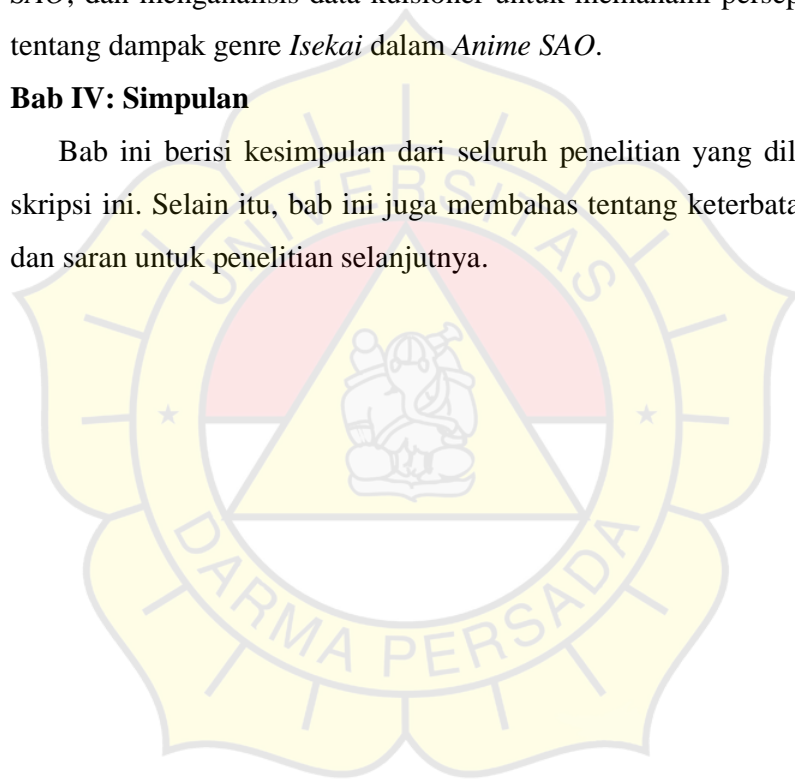 SAO, dan menganalisis data kuisioner untuk memahami persep
tentang dampak genre Isekai dalam Anime SAO.
Bab IV: Simpulan
Bab ini berisi kesimpulan dari seluruh penelitian yang dil
skripsi ini. Selain itu, bab ini juga membahas tentang keterbata
dan saran untuk penelitian selanjutnya.
UNIVERSITAS
DARMA PERSADA